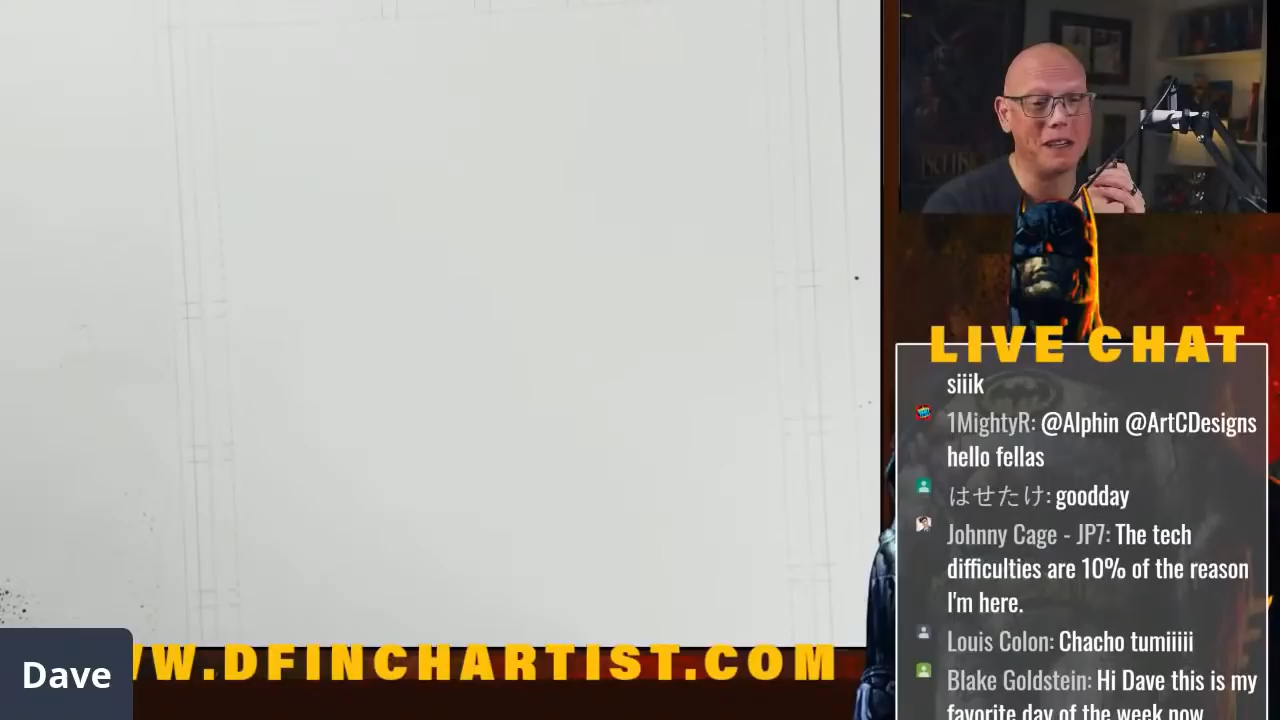 LIVE CHAT
siiik
1MightyR: @Alphin @ArtCDesigns
hello fellas
はせたけ: goodday
Johnny Cage - JP7: The tech
difficulties are 10% of the reason
I'm here.
Louis Colon: Chacho tumiiiii
Blake Goldstein: Hi Dave this is my
favorite day of the week now
Dave
WW.DFINCHARTIST.COM